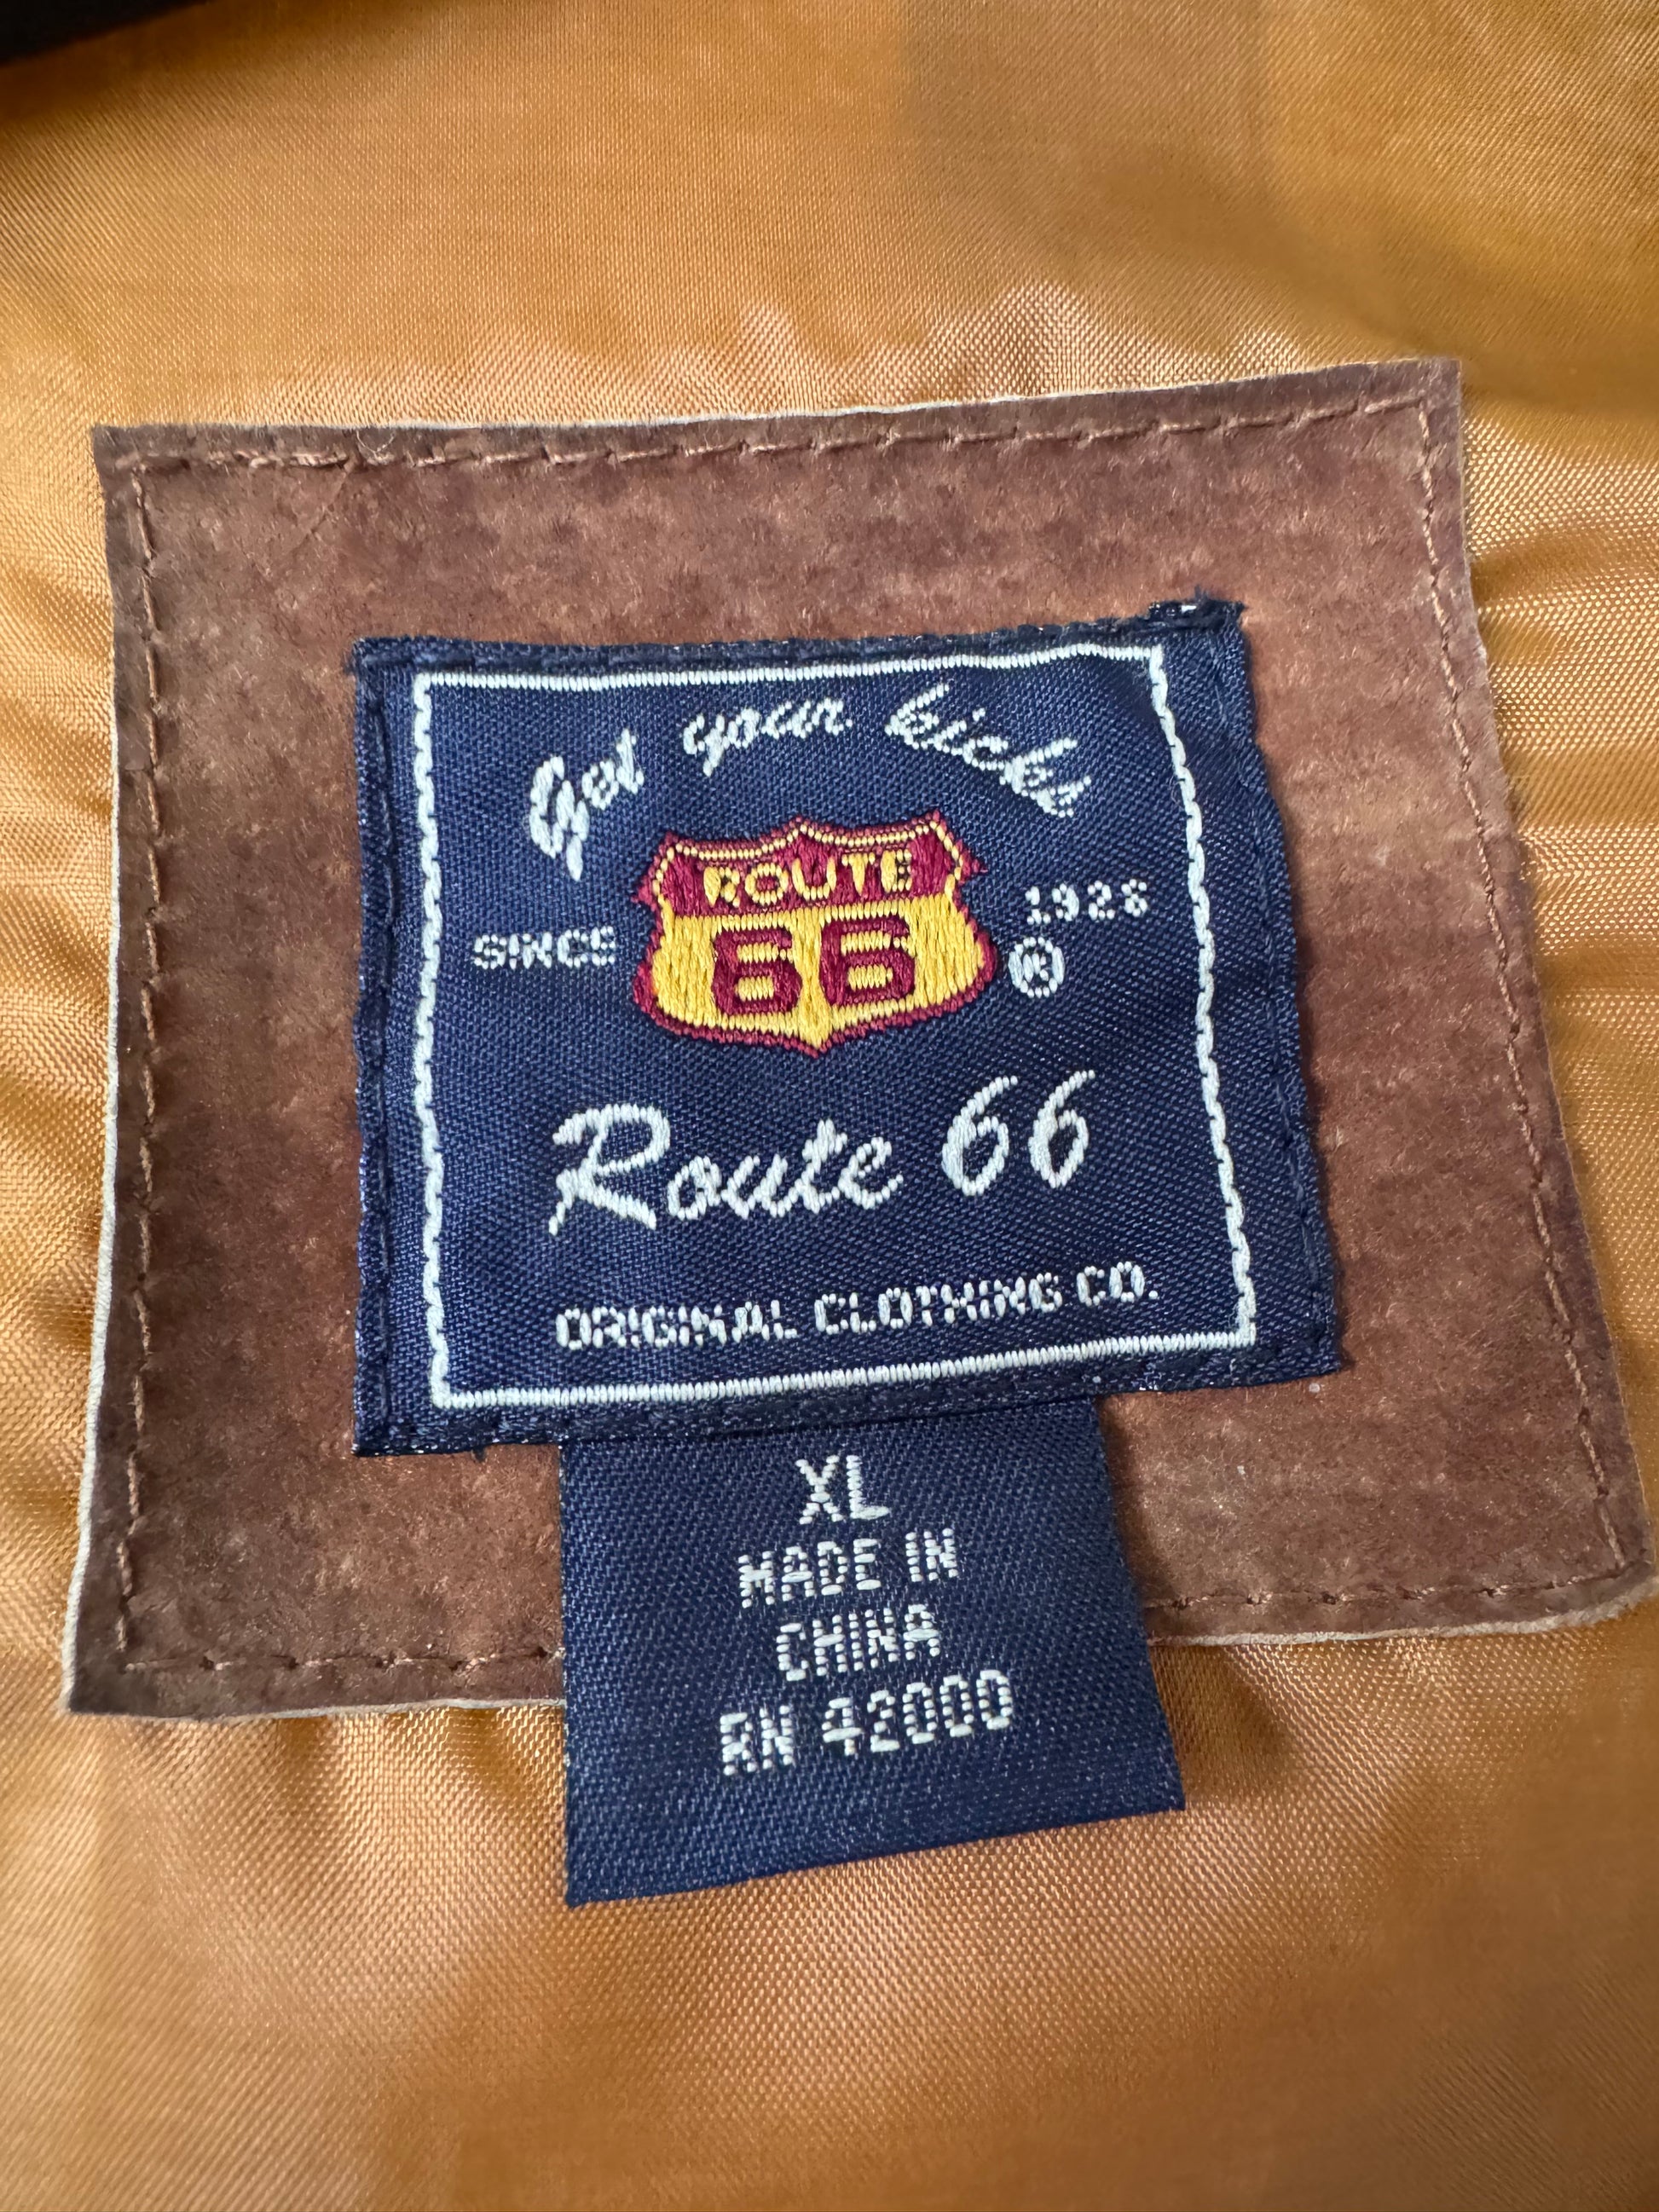 Get your kicks
ROUTE
66
SINCE
1926
®
Route 66
ORIGINAL CLOTHING CO.
XL
MADE IN
CHINA
RN 42000